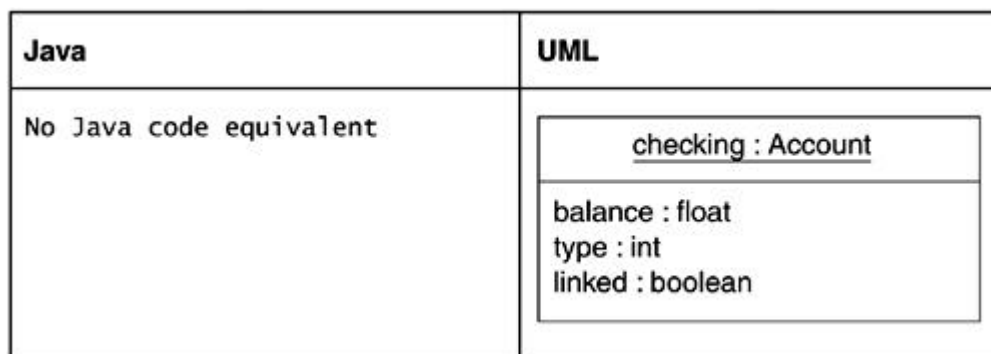 Java
UML
No Java code equivalent
checking : Account
balance : float
type : int
linked : boolean